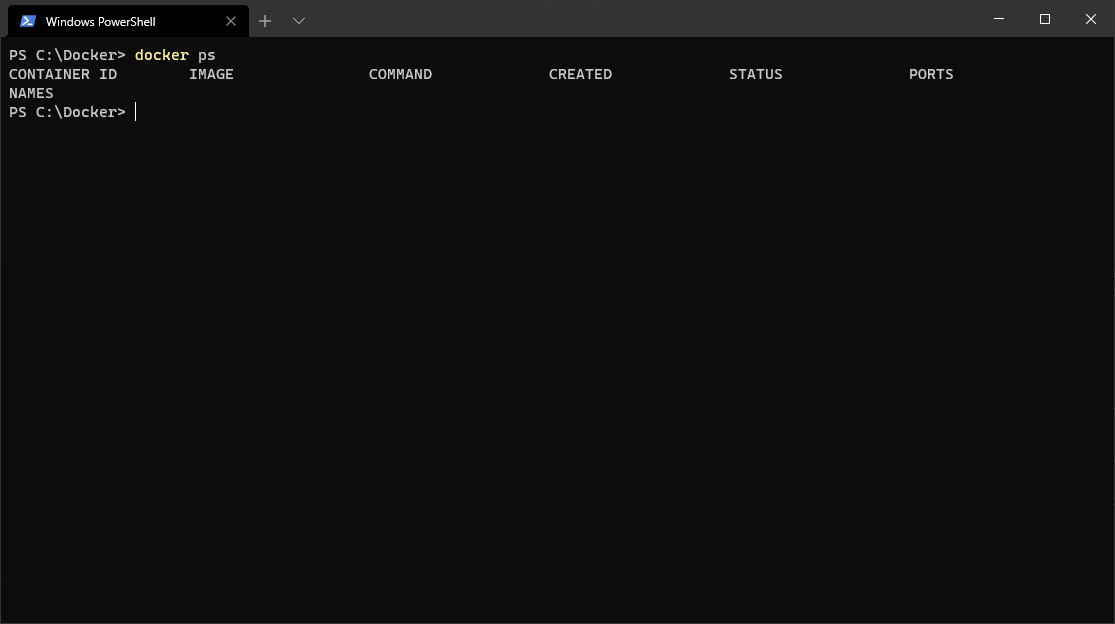 Windows PowerShell
PS C:\Docker> docker ps
CONTAINER ID        IMAGE               COMMAND             CREATED             STATUS              PORTS
NAMES
PS C:\Docker>